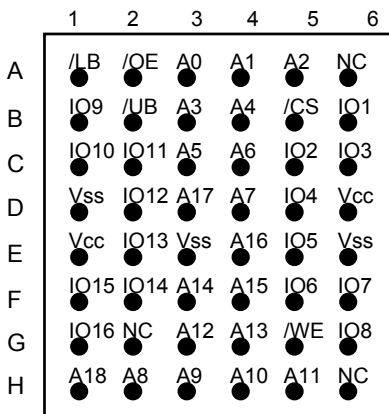 1 2 3 4 5 6
A /LB /OE A0 A1 A2 NC
B IO9 /UB A3 A4 /CS IO1
C IO10 IO11 A5 A6 IO2 IO3
D Vss IO12 A17 A7 IO4 Vcc
E Vcc IO13 Vss A16 IO5 Vss
F IO15 IO14 A14 A15 IO6 IO7
G IO16 NC A12 A13 /WE IO8
H A18 A8 A9 A10 A11 NC